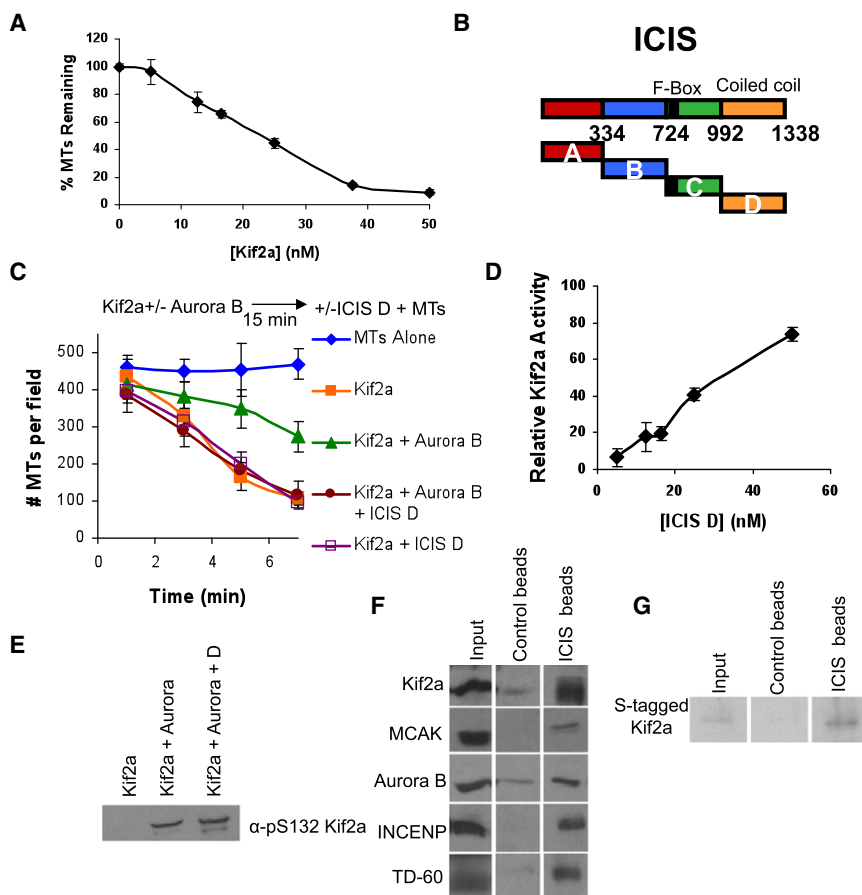 A
120
100
80
60
40
20
0
% MTs Remaining
0 10 20 30 40 50
[Kif2a] (nM)
B
ICIS
F-Box Coiled coil
334 724 992 1338
A
B
C
D
C
Kif2a+/- Aurora B +/-ICIS D + MTs
15 min
500
400
300
200
100
0
# MTs per field
0 2 4 6
Time (min)
MTs Alone
Kif2a
Kif2a + Aurora B
Kif2a + Aurora B
+ ICIS D
Kif2a + ICIS D
D
100
80
60
40
20
0
Relative Kif2a Activity
0 20 40 60
[ICIS D] (nM)
E
Kif2a
Kif2a + Aurora
Kif2a + Aurora + D
α-pS132 Kif2a
F
Input
Control beads
ICIS beads
Kif2a
MCAK
Aurora B
INCENP
TD-60
G
Input
Control beads
ICIS beads
S-tagged
Kif2a